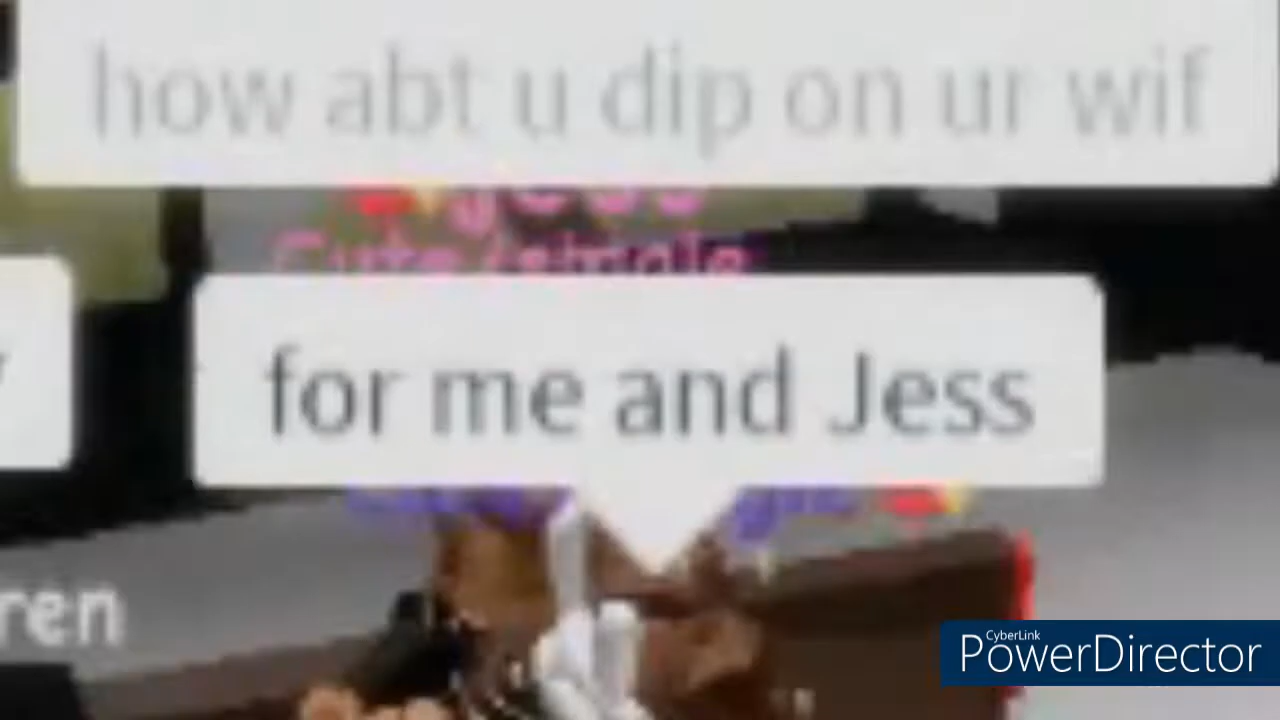 how abt u dip on ur wif
for me and Jess
ren
CyberLink
PowerDirector